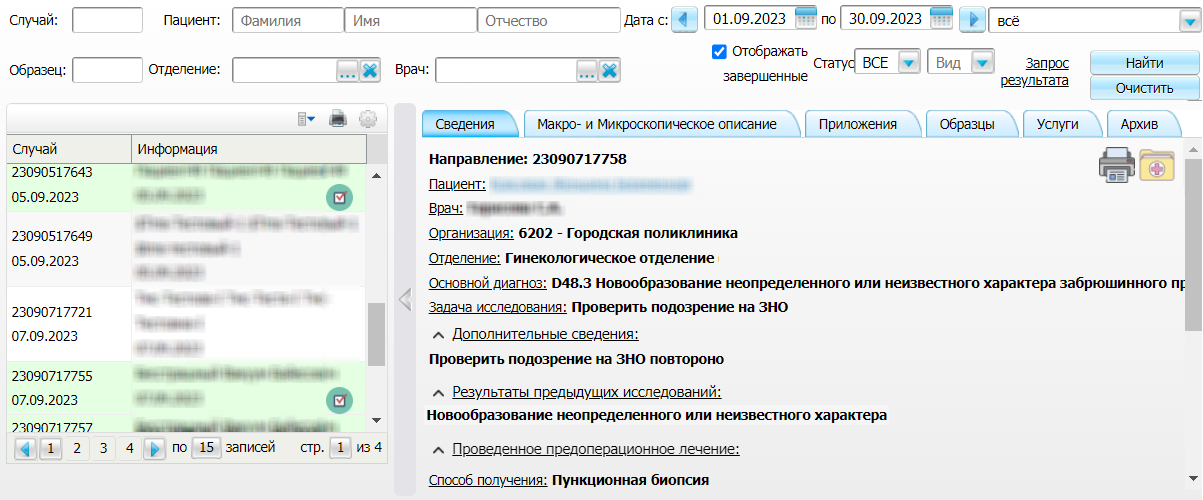 Случай: Пациент: Фамилия Имя Отчество Дата с: 01.09.2023 по 30.09.2023 всё
Образец: Отделение: ... Врач: ... Отображать завершенные Статус ВСЕ Вид Запрос результата Найти
Очистить
Случай Информация
23090517643
05.09.2023
23090517649
05.09.2023
23090717721
07.09.2023
23090717755
07.09.2023
23090717757
1 2 3 4 по 15 записей стр. 1 из 4
Сведения Макро- и Микроскопическое описание Приложения Образцы Услуги Архив
Направление: 23090717758
Пациент:
Врач:
Организация: 6202 - Городская поликлиника
Отделение: Гинекологическое отделение
Основной диагноз: D48.3 Новообразование неопределенного или неизвестного характера забрюшинного пр
Задача исследования: Проверить подозрение на ЗНО
Дополнительные сведения:
Проверить подозрение на ЗНО повтороно
Результаты предыдущих исследований:
Новообразование неопределенного или неизвестного характера
Проведенное предоперационное лечение:
Способ получения: Пункционная биопсия